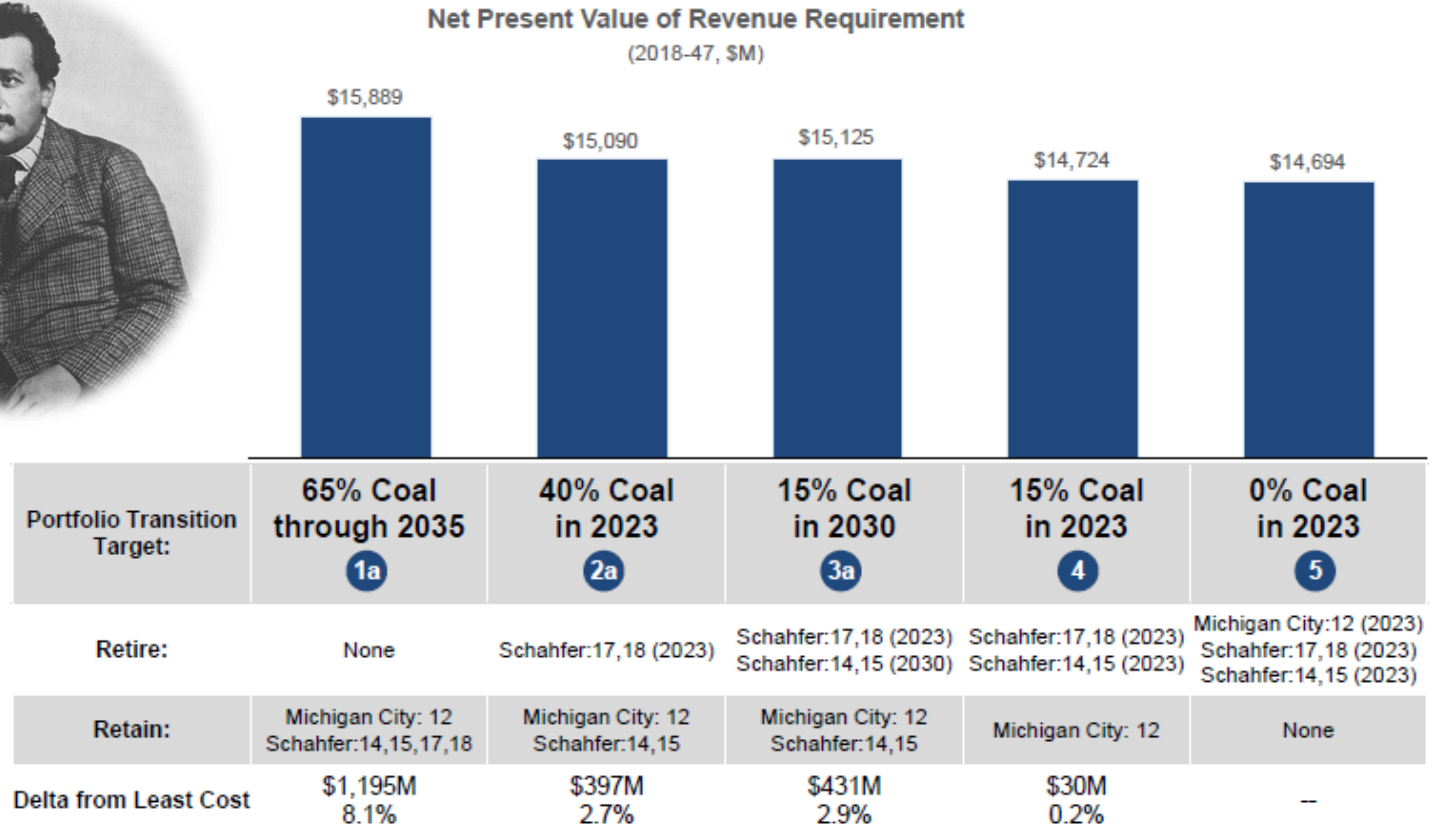 Net Present Value of Revenue Requirement
(2018-47, $M)
$15,889
$15,090
$15,125
$14,724
$14,694
Portfolio Transition
Target:
65% Coal
through 2035
1a
40% Coal
in 2023
2a
15% Coal
in 2030
3a
15% Coal
in 2023
4
0% Coal
in 2023
5
Retire:
None
Schahfer:17,18 (2023)
Schahfer:17,18 (2023)
Schahfer:14,15 (2030)
Schahfer:17,18 (2023)
Schahfer:14,15 (2023)
Michigan City:12 (2023)
Schahfer:17,18 (2023)
Schahfer:14,15 (2023)
Retain:
Michigan City: 12
Schahfer:14,15,17,18
Michigan City: 12
Schahfer:14,15
Michigan City: 12
Schahfer:14,15
Michigan City: 12
None
Delta from Least Cost
$1,195M
8.1%
$397M
2.7%
$431M
2.9%
$30M
0.2%
--